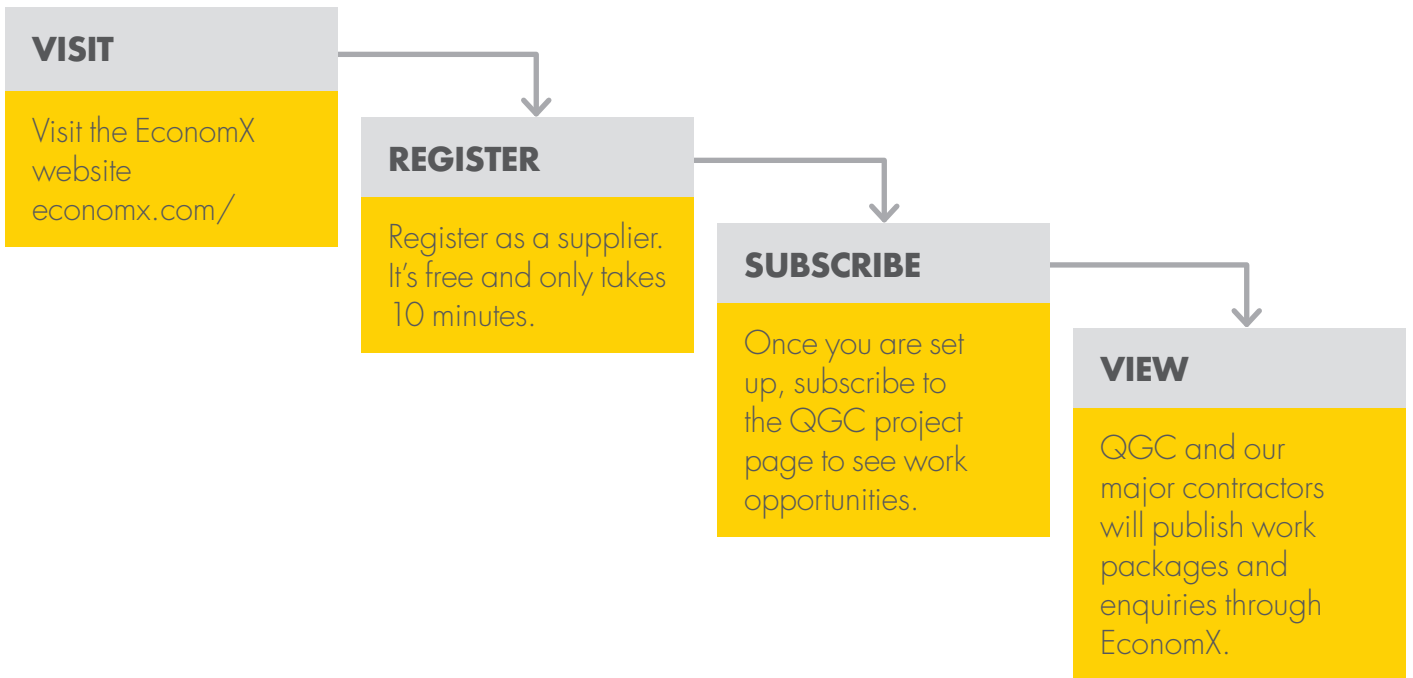 VISIT
Visit the EconomX
website
economx.com/
REGISTER
Register as a supplier.
It's free and only takes
10 minutes.
SUBSCRIBE
Once you are set
up, subscribe to
the QGC project
page to see work
opportunities.
VIEW
QGC and our
major contractors
will publish work
packages and
enquiries through
EconomX.